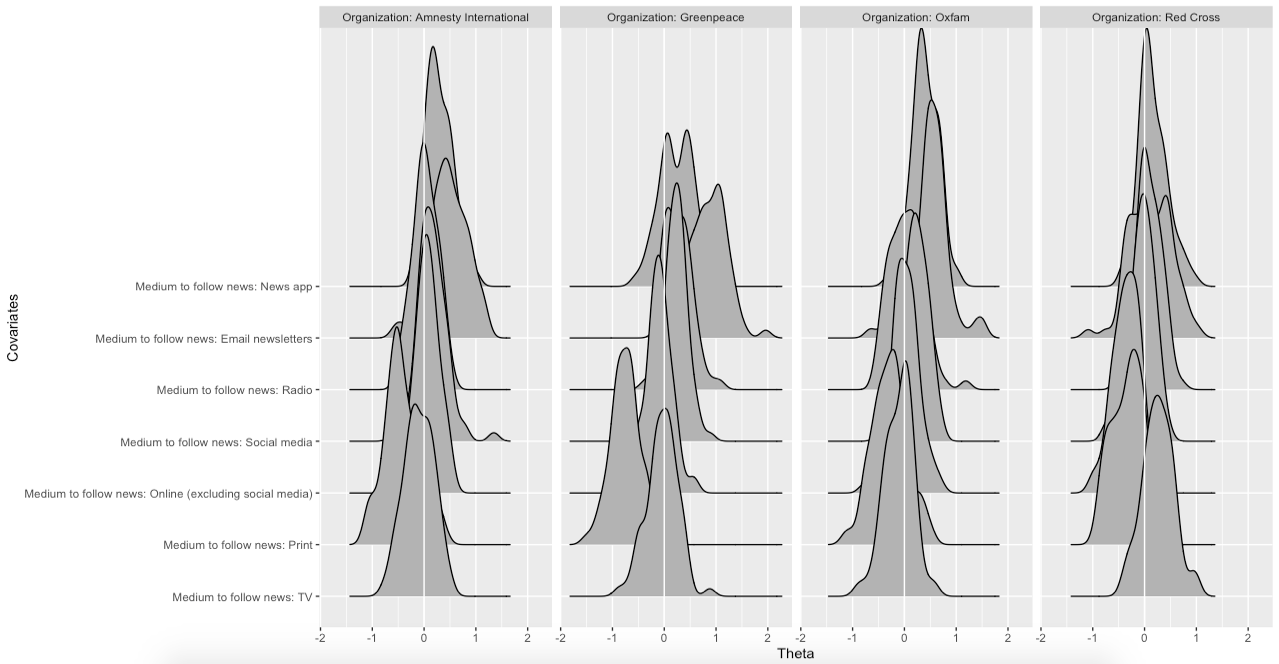 Organization: Amnesty International
Organization: Greenpeace
Organization: Oxfam
Organization: Red Cross
Covariates
Medium to follow news: News app
Medium to follow news: Email newsletters
Medium to follow news: Radio
Medium to follow news: Social media
Medium to follow news: Online (excluding social media)
Medium to follow news: Print
Medium to follow news: TV
-2 -1 0 1 2
-2 -1 0 1 2
-2 -1 0 1 2
-2 -1 0 1 2
Theta